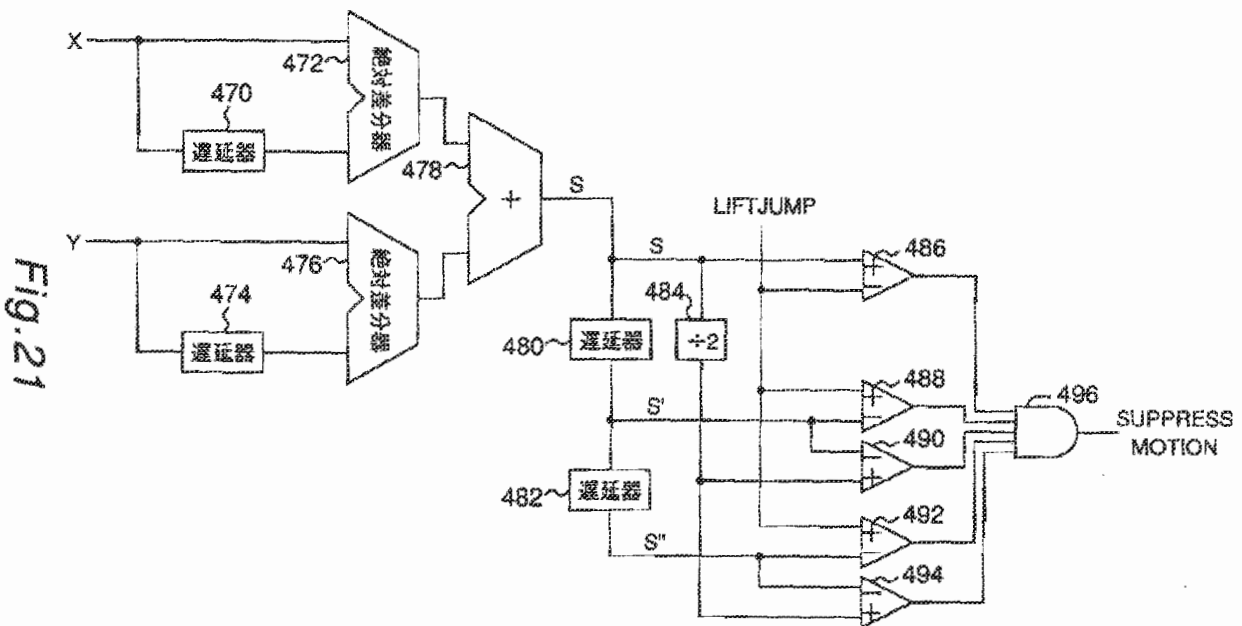 X
472
絶対差分器
470
遅延器
478
+
S
Y
476
絶対差分器
474
遅延器
LIFTJUMP
S
486
+
−
484
÷2
480
遅延器
488
+
−
496
S'
490
−
+
SUPPRESS
MOTION
482
遅延器
492
+
−
S"
494
−
+
Fig.21